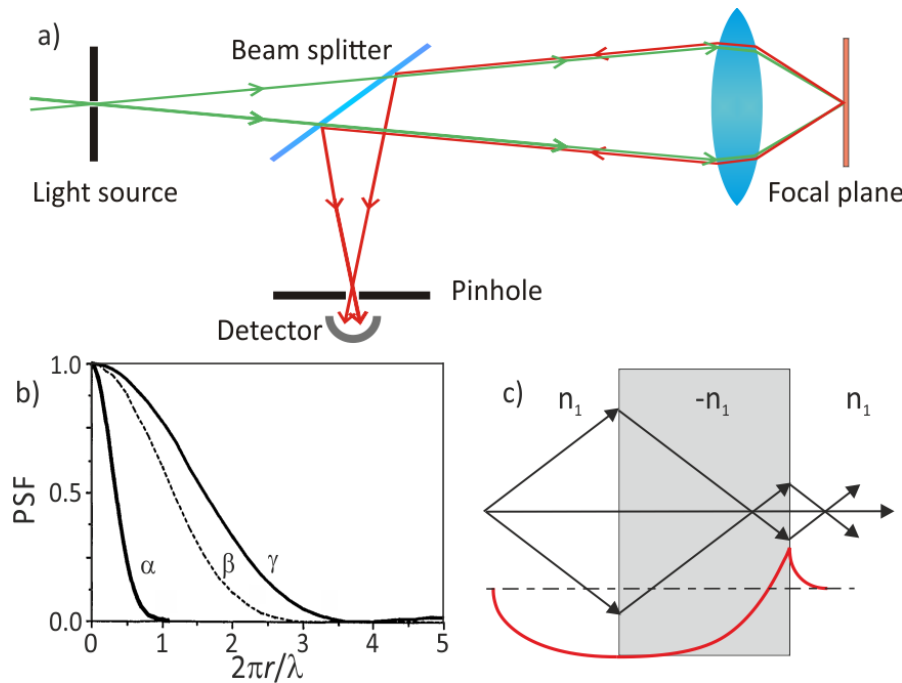 a)
Beam splitter
Light source
Focal plane
Pinhole
Detector
b)
1.0
0.5
0.0
PSF
α
β
γ
0 1 2 3 4 5
2πr/λ
c)
n₁ -n₁ n₁